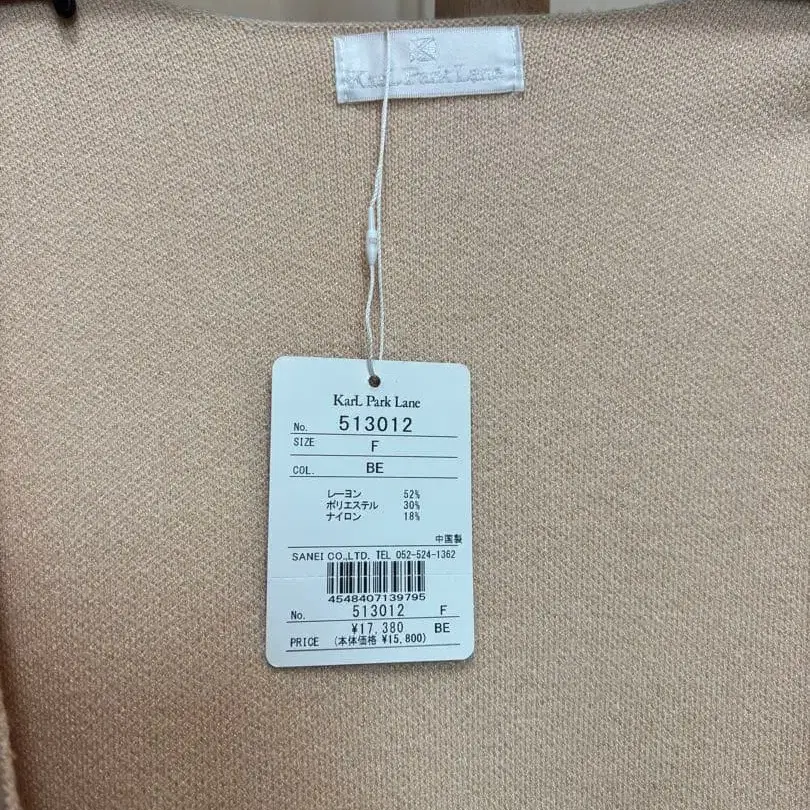 KarL Park Lane
KarL Park Lane
No. 513012
SIZE F
COL. BE
レーヨン 52%
ポリエステル 30%
ナイロン 18%
中国製
SANEI CO.,LTD. TEL 052-524-1362
4548407139795
No. 513012 F
¥17,380 BE
PRICE (本体価格 ¥15,800)